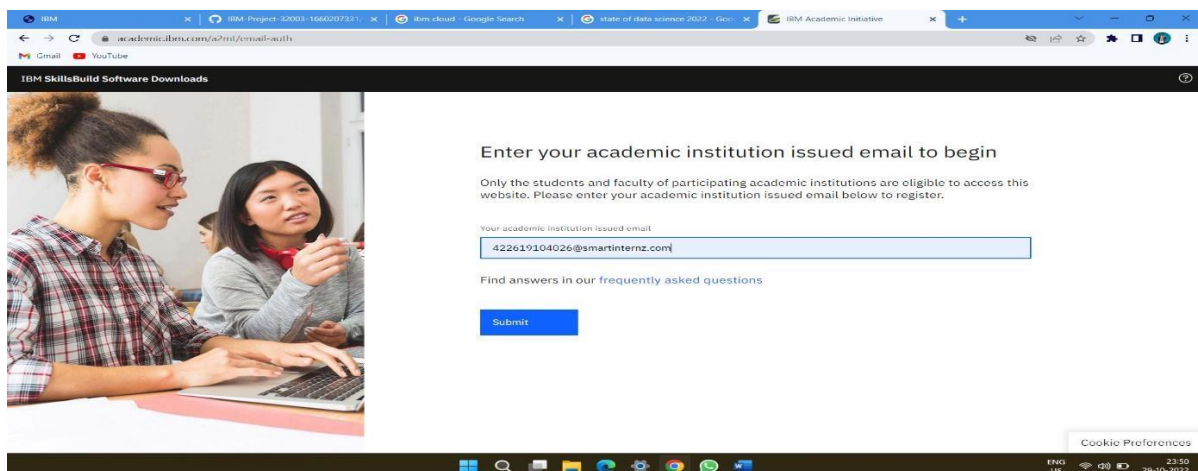 IBM
IBM-Project-32003-1660207331/
ibm cloud - Google Search
state of data science 2022 - Goo
IBM Academic Initiative
academic.ibm.com/a2mt/email-auth
Gmail
YouTube
IBM SkillsBuild Software Downloads
Enter your academic institution issued email to begin
Only the students and faculty of participating academic institutions are eligible to access this
website. Please enter your academic institution issued email below to register.
Your academic institution issued email
422619104026@smartinternz.com
Find answers in our frequently asked questions
Submit
Cookie Preferences
ENG
US
23:50
29-10-2022